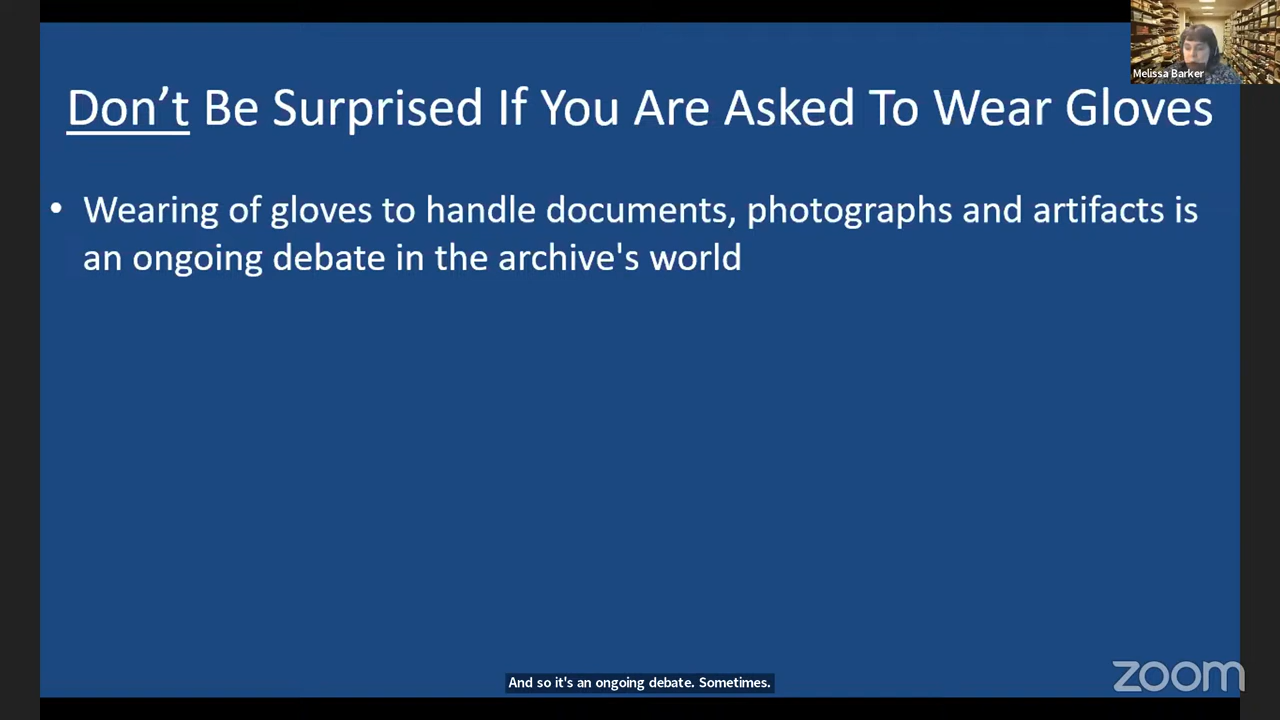 Melissa Barker
Don’t Be Surprised If You Are Asked To Wear Gloves
• Wearing of gloves to handle documents, photographs and artifacts is
an ongoing debate in the archive's world
And so it's an ongoing debate. Sometimes.
zoom